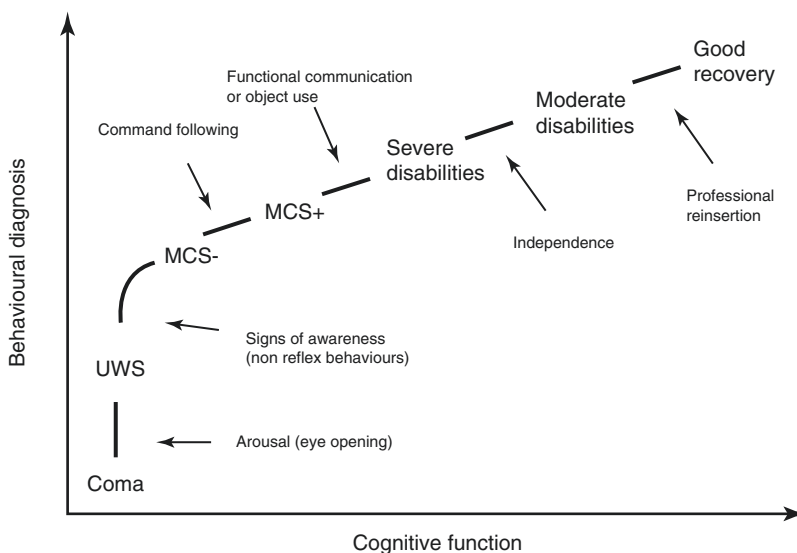 Good
recovery
Functional communication
or object use
Moderate
disabilities
Command following
Severe
disabilities
Professional
reinsertion
MCS+
Independence
MCS-
Signs of awareness
(non reflex behaviours)
UWS
Arousal (eye opening)
Coma
Behavioural diagnosis
Cognitive function